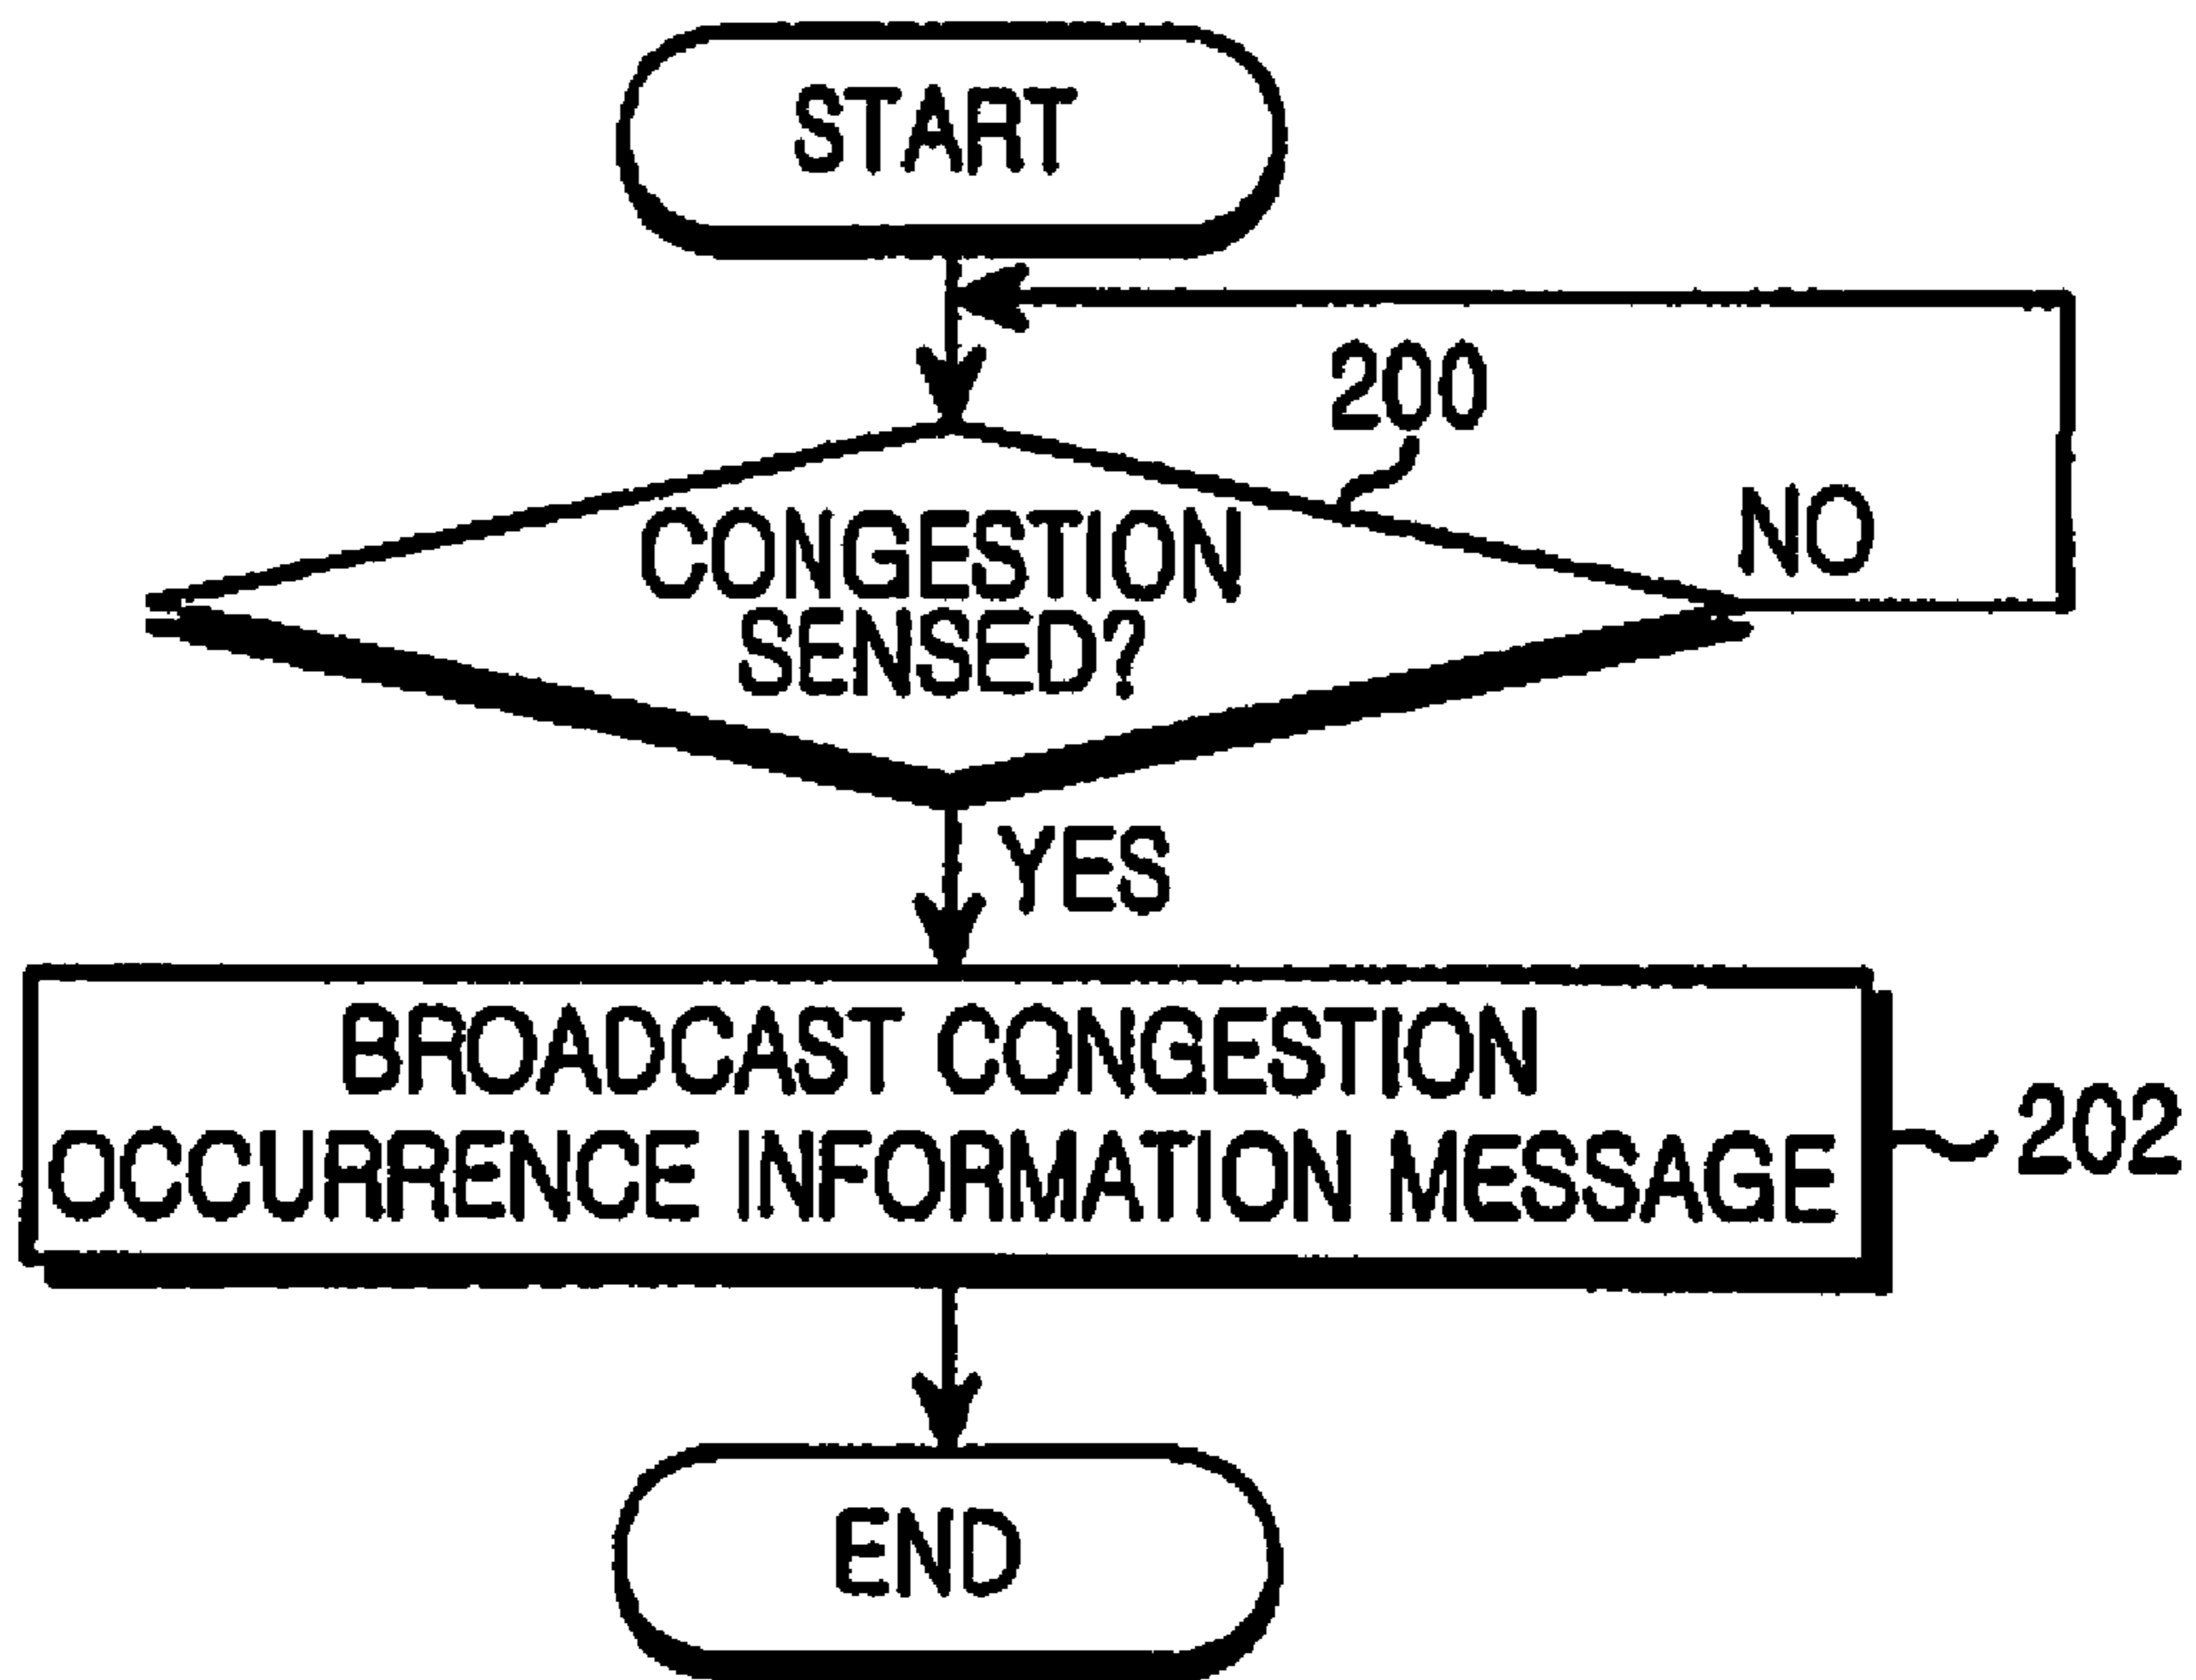 START
200
NO
CONGESTION
SENSED?
YES
BROADCAST CONGESTION
OCCURRENCE INFORMATION MESSAGE
202
END